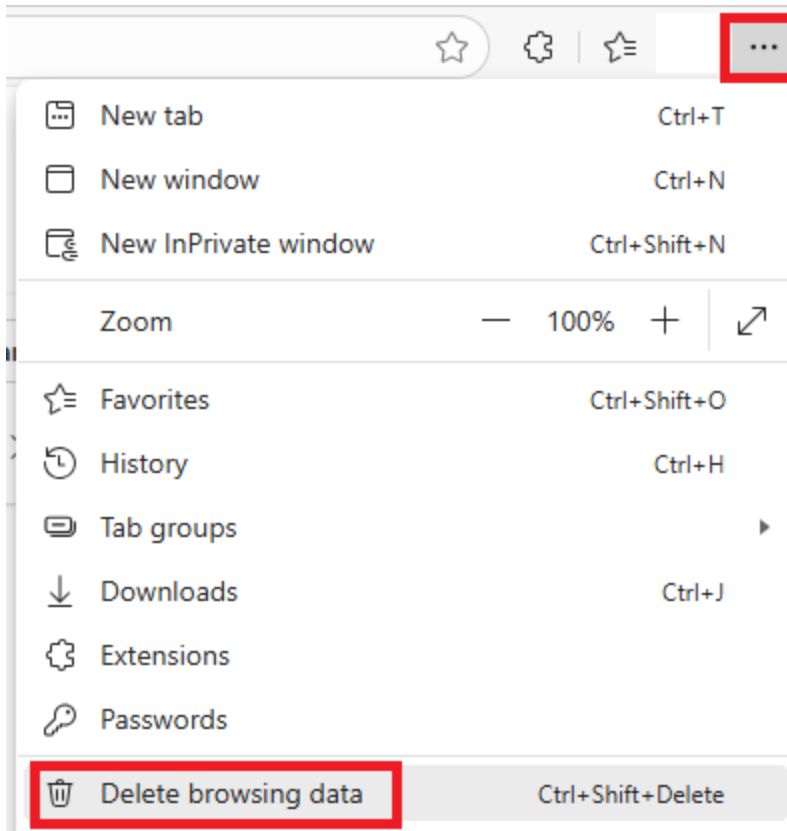 New tab Ctrl+T
New window Ctrl+N
New InPrivate window Ctrl+Shift+N
Zoom 100%
Favorites Ctrl+Shift+O
History Ctrl+H
Tab groups
Downloads Ctrl+J
Extensions
Passwords
Delete browsing data Ctrl+Shift+Delete